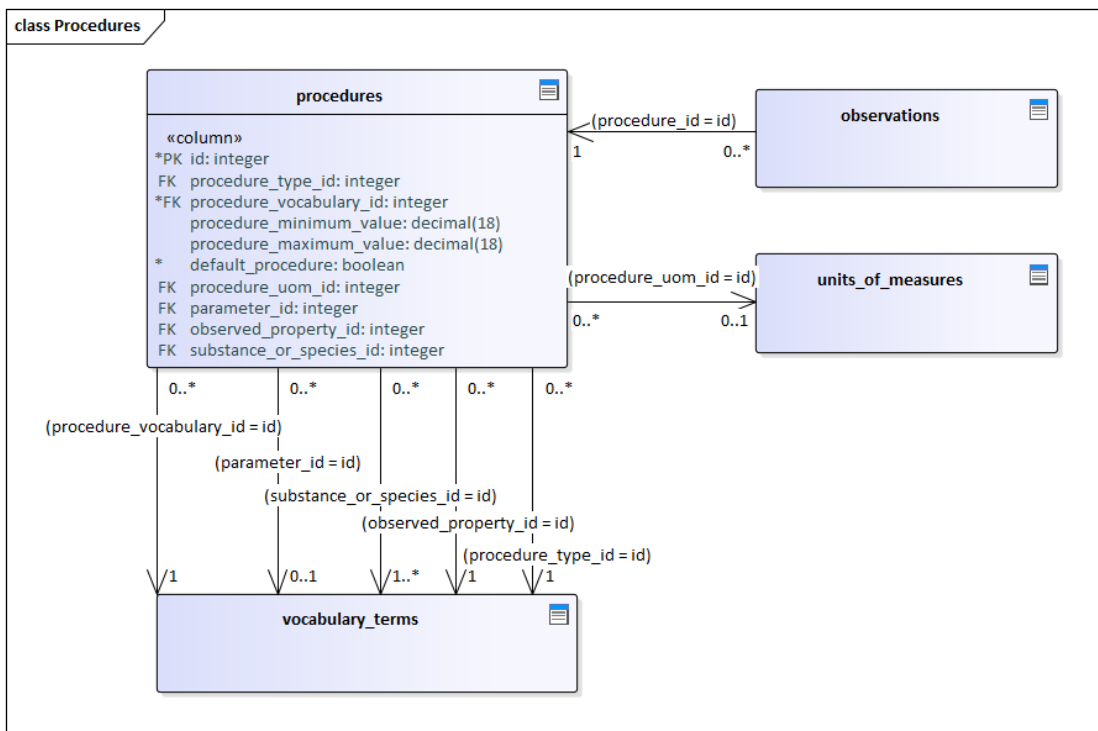 class Procedures
procedures
«column»
*PK id: integer
FK procedure_type_id: integer
*FK procedure_vocabulary_id: integer
procedure_minimum_value: decimal(18)
procedure_maximum_value: decimal(18)
* default_procedure: boolean
FK procedure_uom_id: integer
FK parameter_id: integer
FK observed_property_id: integer
FK substance_or_species_id: integer
observations
(procedure_id = id)
1 0..*
units_of_measures
(procedure_uom_id = id)
0..* 0..1
0..* 0..* 0..* 0..* 0..*
(procedure_vocabulary_id = id)
(parameter_id = id)
(substance_or_species_id = id)
(observed_property_id = id)
(procedure_type_id = id)
1 0..1 1..* 1 1
vocabulary_terms